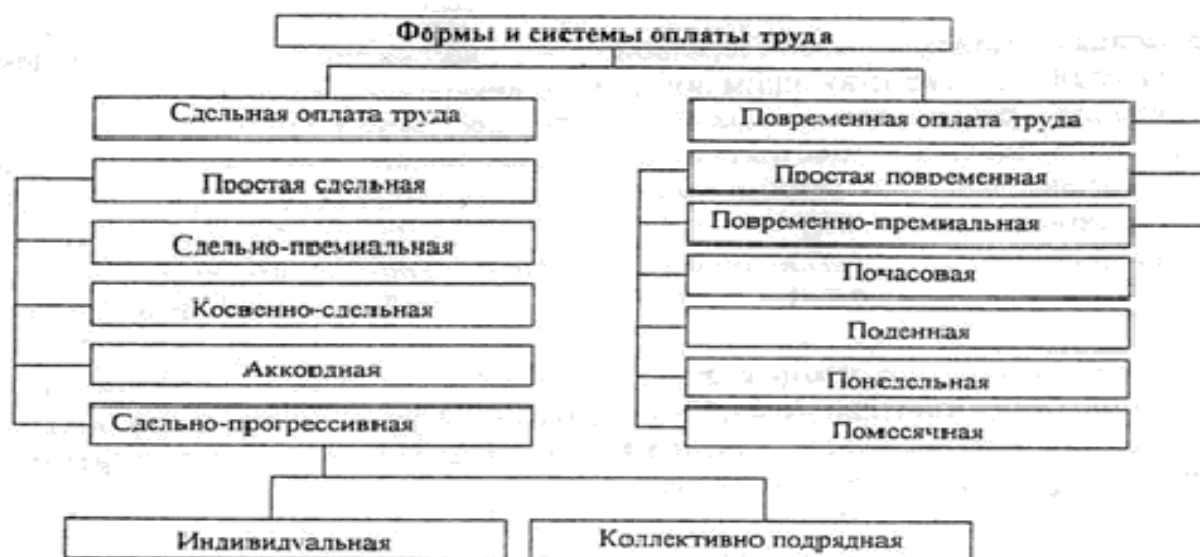 Формы и системы оплаты труда
Сдельная оплата труда
Простая сдельная
Сдельно-премиальная
Косвенно-сдельная
Аккордная
Сдельно-прогрессивная
Индивидуальная
Коллективно подрядная
Повременная оплата труда
Простая повременная
Повременно-премиальная
Почасовая
Поденная
Понедельная
Помесячная